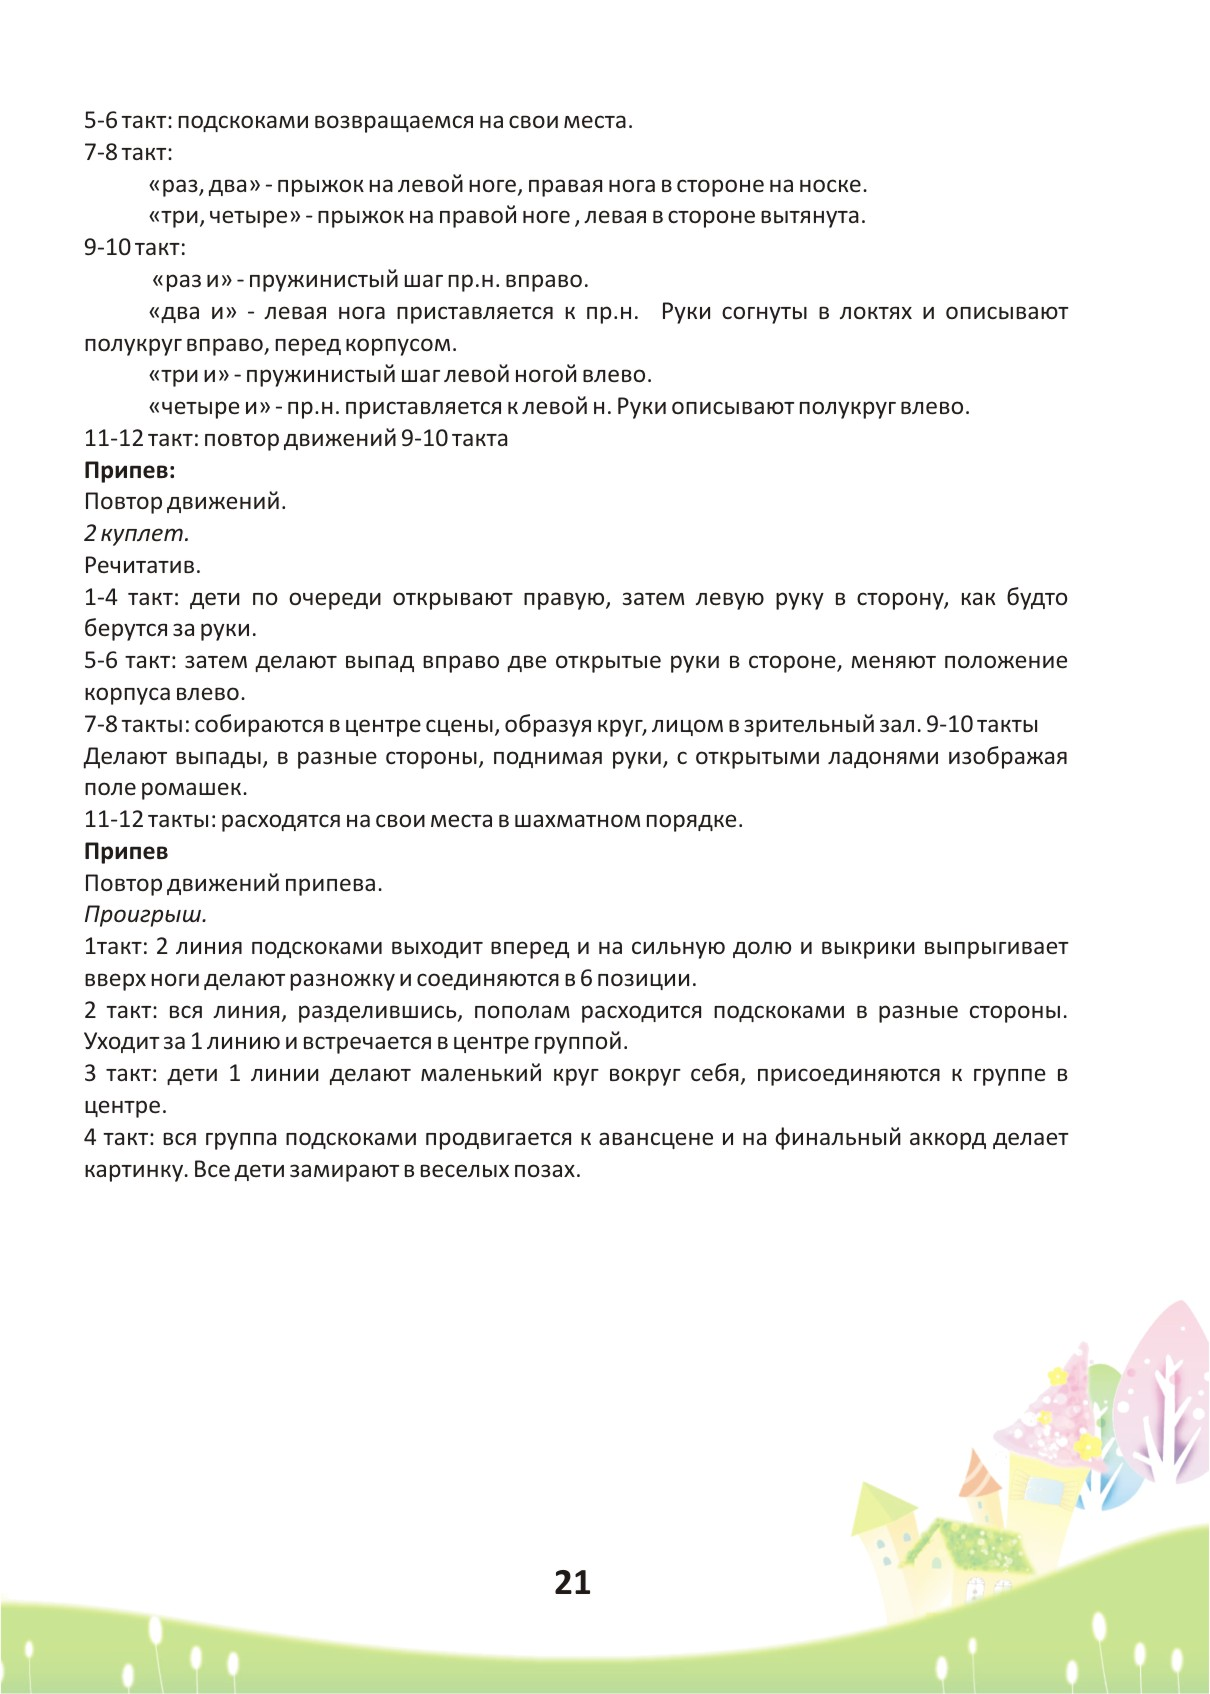 5-6 такт: подскоками возвращаемся на свои места.
7-8 такт:
«раз, два» - прыжок на левой ноге, правая нога в стороне на носке.
«три, четыре» - прыжок на правой ноге , левая в стороне вытянута.
9-10 такт:
«раз и» - пружинистый шаг пр.н. вправо.
«два и» - левая нога приставляется к пр.н. Руки согнуты в локтях и описывают
полукруг вправо, перед корпусом.
«три и» - пружинистый шаг левой ногой влево.
«четыре и» - пр.н. приставляется к левой н. Руки описывают полукруг влево.
11-12 такт: повтор движений 9-10 такта
Припев:
Повтор движений.
2 куплет.
Речитатив.
1-4 такт: дети по очереди открывают правую, затем левую руку в сторону, как будто
берутся за руки.
5-6 такт: затем делают выпад вправо две открытые руки в стороне, меняют положение
корпуса влево.
7-8 такты: собираются в центре сцены, образуя круг, лицом в зрительный зал. 9-10 такты
Делают выпады, в разные стороны, поднимая руки, с открытыми ладонями изображая
поле ромашек.
11-12 такты: расходятся на свои места в шахматном порядке.
Припев
Повтор движений припева.
Проигрыш.
1такт: 2 линия подскоками выходит вперед и на сильную долю и выкрики выпрыгивает
вверх ноги делают разножку и соединяются в 6 позиции.
2 такт: вся линия, разделившись, пополам расходится подскоками в разные стороны.
Уходит за 1 линию и встречается в центре группой.
3 такт: дети 1 линии делают маленький круг вокруг себя, присоединяются к группе в
центре.
4 такт: вся группа подскоками продвигается к авансцене и на финальный аккорд делает
картинку. Все дети замирают в веселых позах.
21